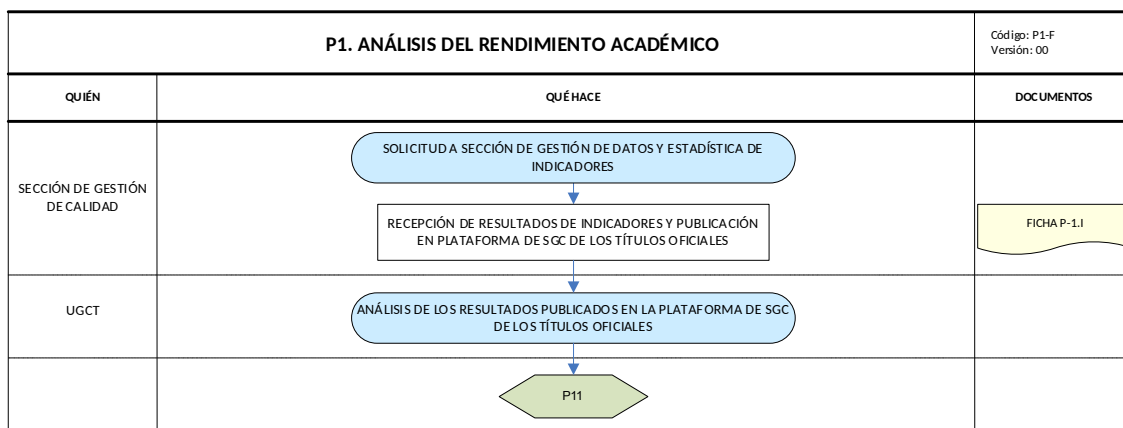 P1. ANÁLISIS DEL RENDIMIENTO ACADÉMICO
Código: P1-F
Versión: 00
QUIÉN
QUÉ HACE
DOCUMENTOS
SECCIÓN DE GESTIÓN
DE CALIDAD
SOLICITUD A SECCIÓN DE GESTIÓN DE DATOS Y ESTADÍSTICA DE
INDICADORES
RECEPCIÓN DE RESULTADOS DE INDICADORES Y PUBLICACIÓN
EN PLATAFORMA DE SGC DE LOS TÍTULOS OFICIALES
FICHA P-1.I
UGCT
ANÁLISIS DE LOS RESULTADOS PUBLICADOS EN LA PLATAFORMA DE SGC
DE LOS TÍTULOS OFICIALES
P11